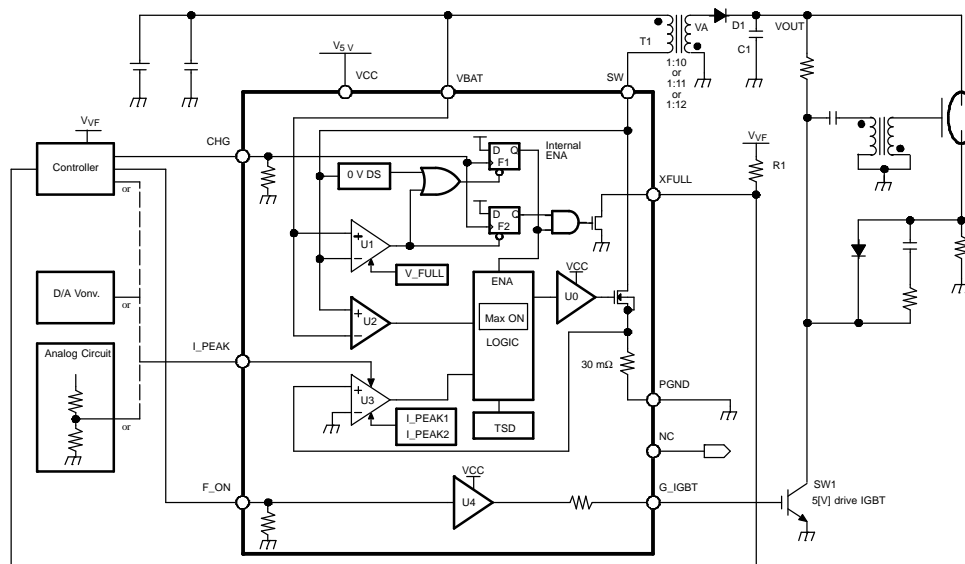 T1
VA
D1
C1
VOUT
1:10
or
1:11
or
1:12
V5 V
VCC
VBAT
SW
VVF
Controller
or
CHG
0 V DS
D
Q
F1
Internal
ENA
D
Q
F2
XFULL
VVF
R1
+
−
U1
V_FULL
D/A Vonv.
or
+
−
U2
ENA
Max ON
LOGIC
VCC
U0
I_PEAK
Analog Circuit
or
+
−
U3
I_PEAK1
I_PEAK2
TSD
30 mΩ
PGND
NC
F_ON
VCC
U4
G_IGBT
SW1
5[V] drive IGBT